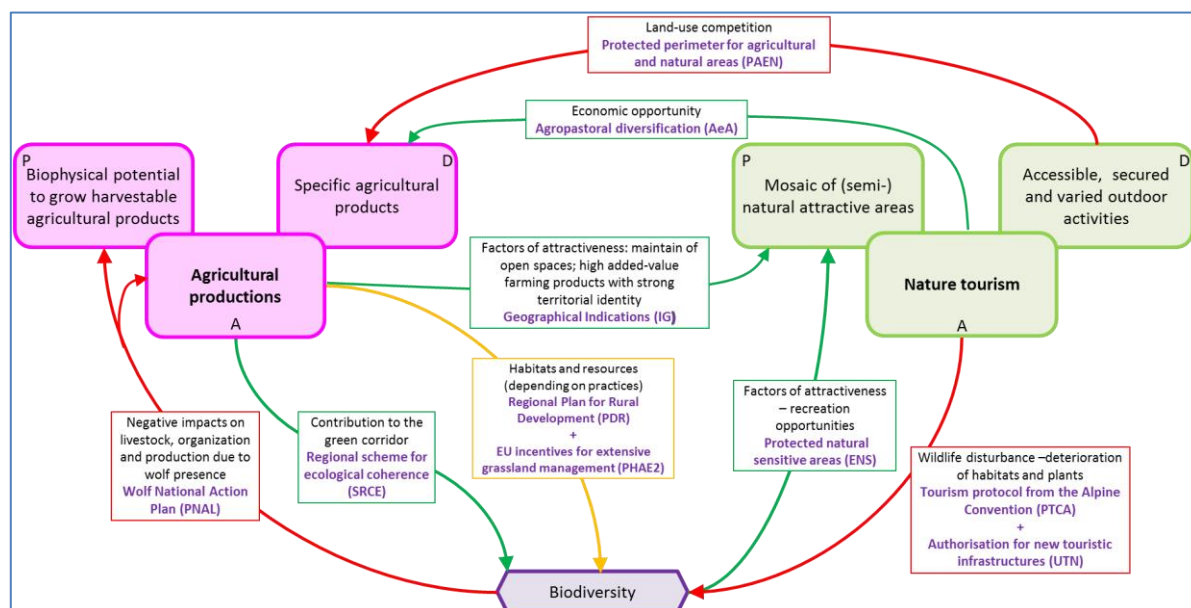 Land-use competition
Protected perimeter for agricultural
and natural areas (PAEN)
Economic opportunity
Agropastoral diversification (AeA)
P
Biophysical potential
to grow harvestable
agricultural products
D
Specific agricultural
products
P
Mosaic of (semi-)
natural attractive areas
D
Accessible, secured
and varied outdoor
activities
Agricultural
productions
A
Factors of attractiveness: maintain of
open spaces; high added-value
farming products with strong
territorial identity
Geographical Indications (IG)
Nature tourism
A
Negative impacts on
livestock, organization
and production due to
wolf presence
Wolf National Action
Plan (PNAL)
Contribution to the
green corridor
Regional scheme for
ecological coherence
(SRCE)
Habitats and resources
(depending on practices)
Regional Plan for Rural
Development (PDR)
+
EU incentives for extensive
grassland management (PHAE2)
Factors of attractiveness
– recreation
opportunities
Protected natural
sensitive areas (ENS)
Wildlife disturbance –deterioration
of habitats and plants
Tourism protocol from the Alpine
Convention (PTCA)
+
Authorisation for new touristic
infrastructures (UTN)
Biodiversity